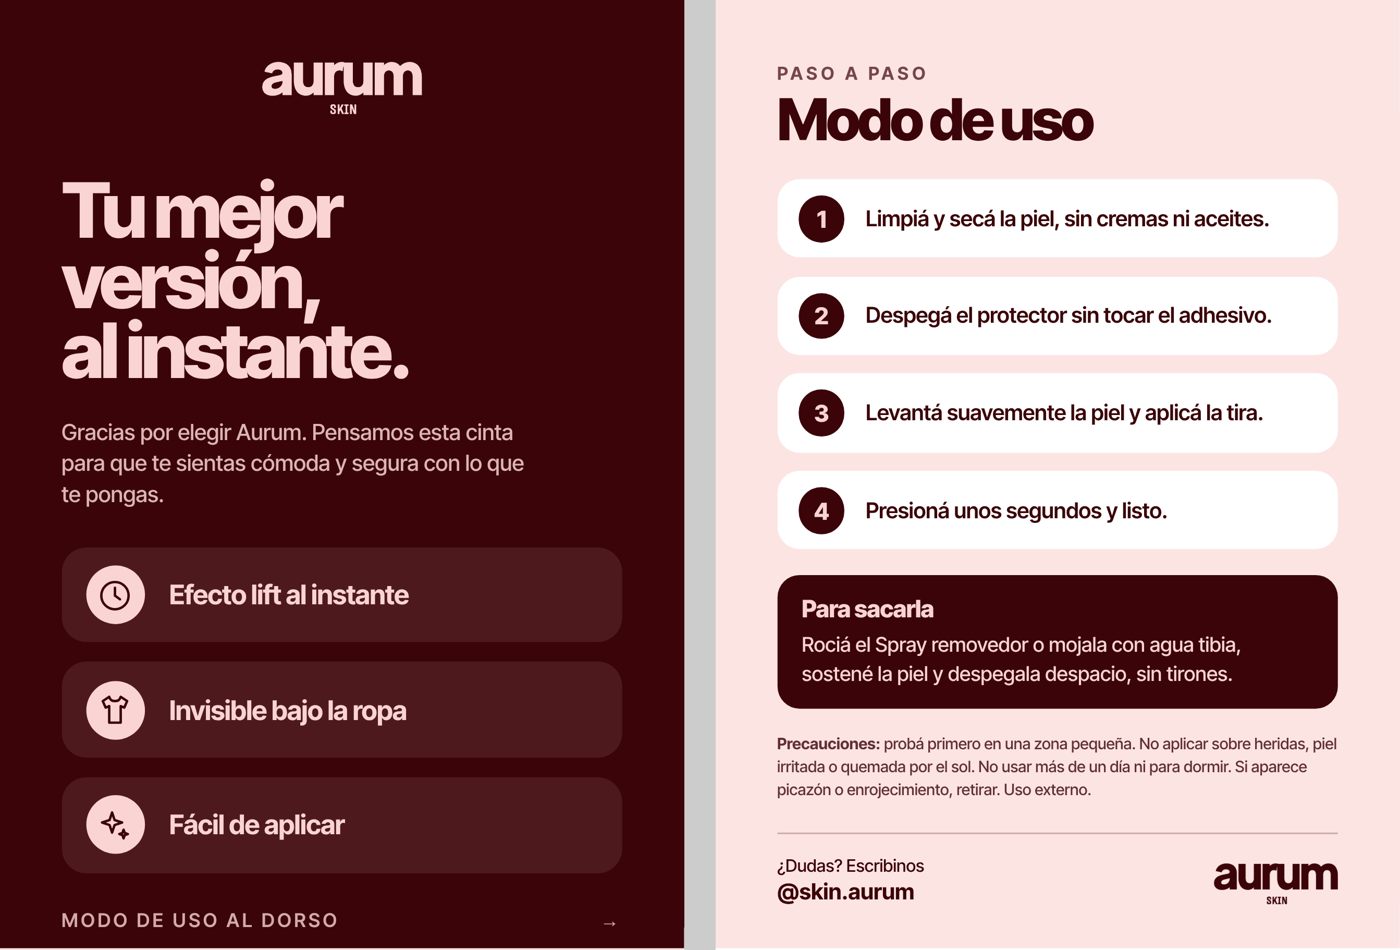 aurum
SKIN
Tu mejor
versión,
al instante.
Gracias por elegir Aurum. Pensamos esta cinta
para que te sientas cómoda y segura con lo que
te pongas.
Efecto lift al instante
Invisible bajo la ropa
Fácil de aplicar
MODO DE USO AL DORSO →
PASO A PASO
Modo de uso
1 Limpiá y secá la piel, sin cremas ni aceites.
2 Despegá el protector sin tocar el adhesivo.
3 Levantá suavemente la piel y aplicá la tira.
4 Presioná unos segundos y listo.
Para sacarla
Rociá el Spray removedor o mojala con agua tibia,
sostené la piel y despegala despacio, sin tirones.
Precauciones: probá primero en una zona pequeña. No aplicar sobre heridas, piel
irritada o quemada por el sol. No usar más de un día ni para dormir. Si aparece
picazón o enrojecimiento, retirar. Uso externo.
¿Dudas? Escribinos
@skin.aurum
aurum
SKIN